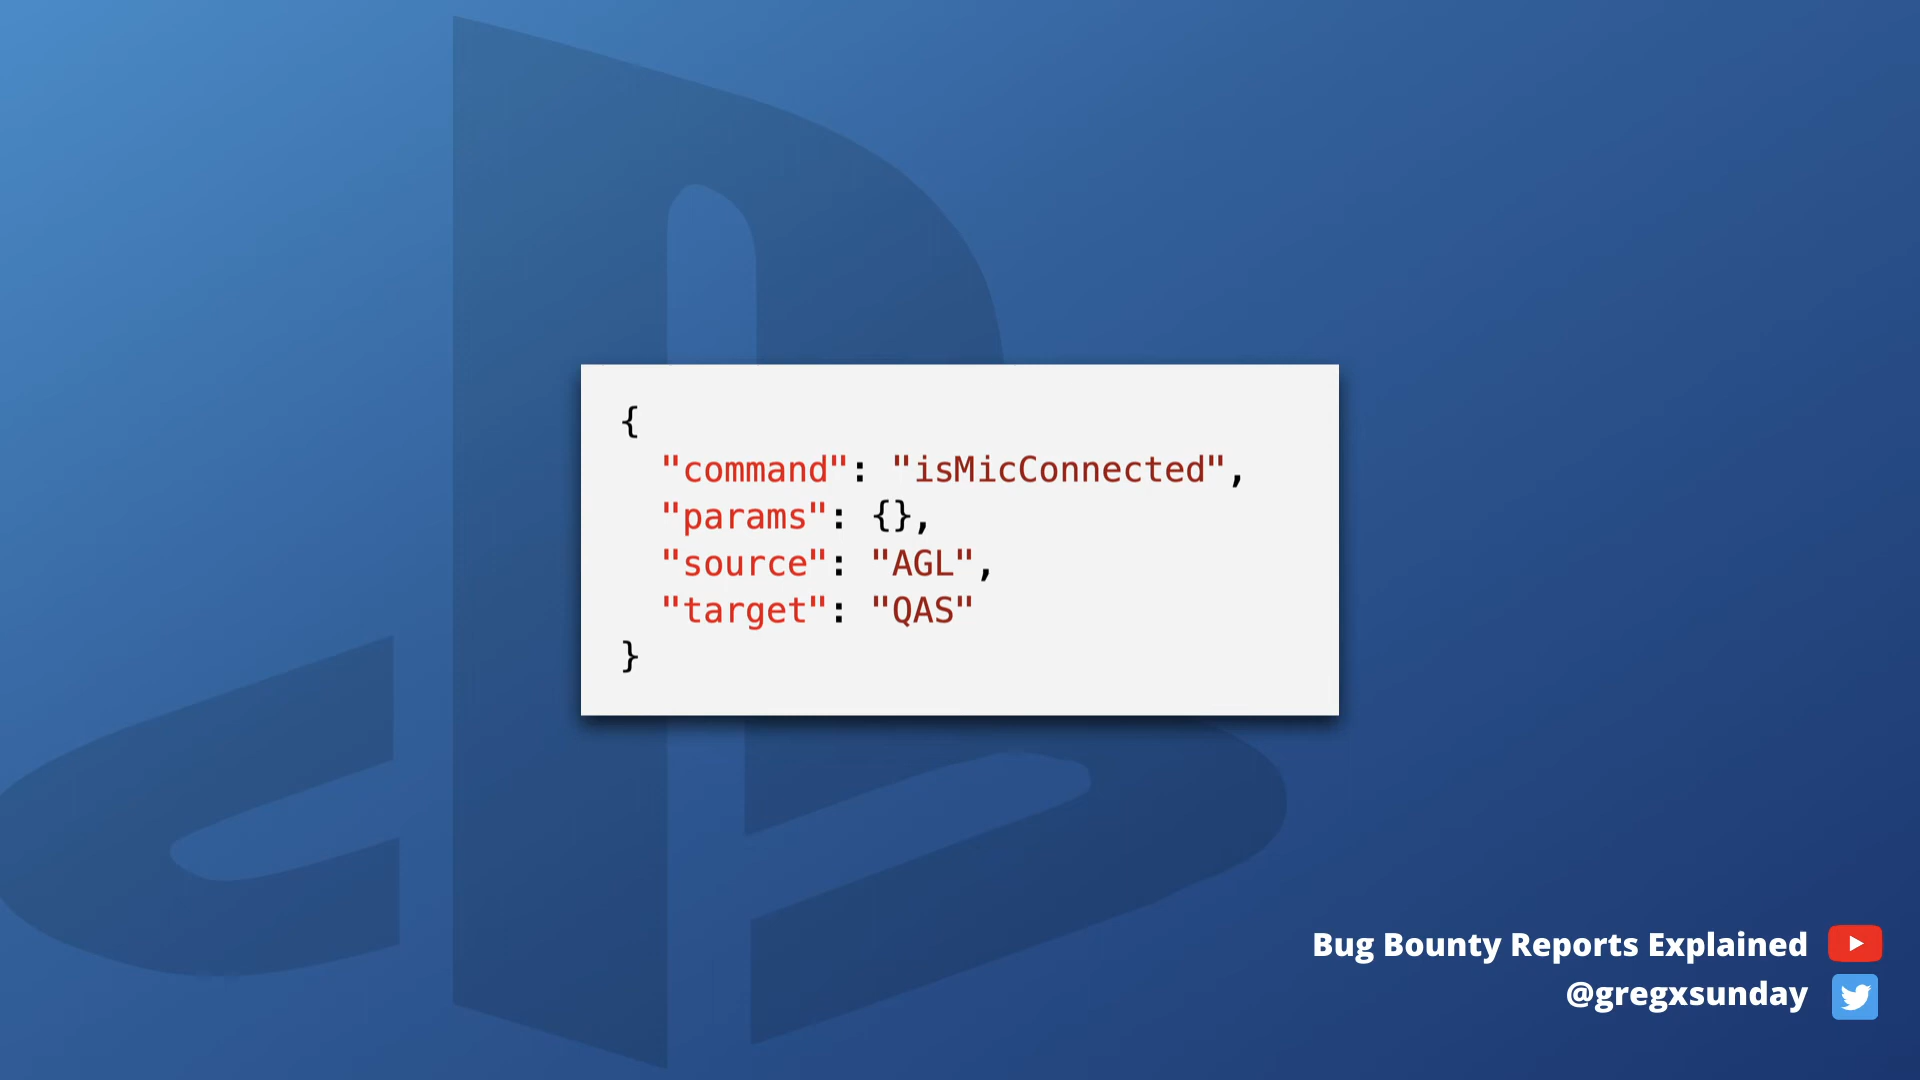 {
"command": "isMicConnected",
"params": {},
"source": "AGL",
"target": "QAS"
}
Bug Bounty Reports Explained
@gregxsunday